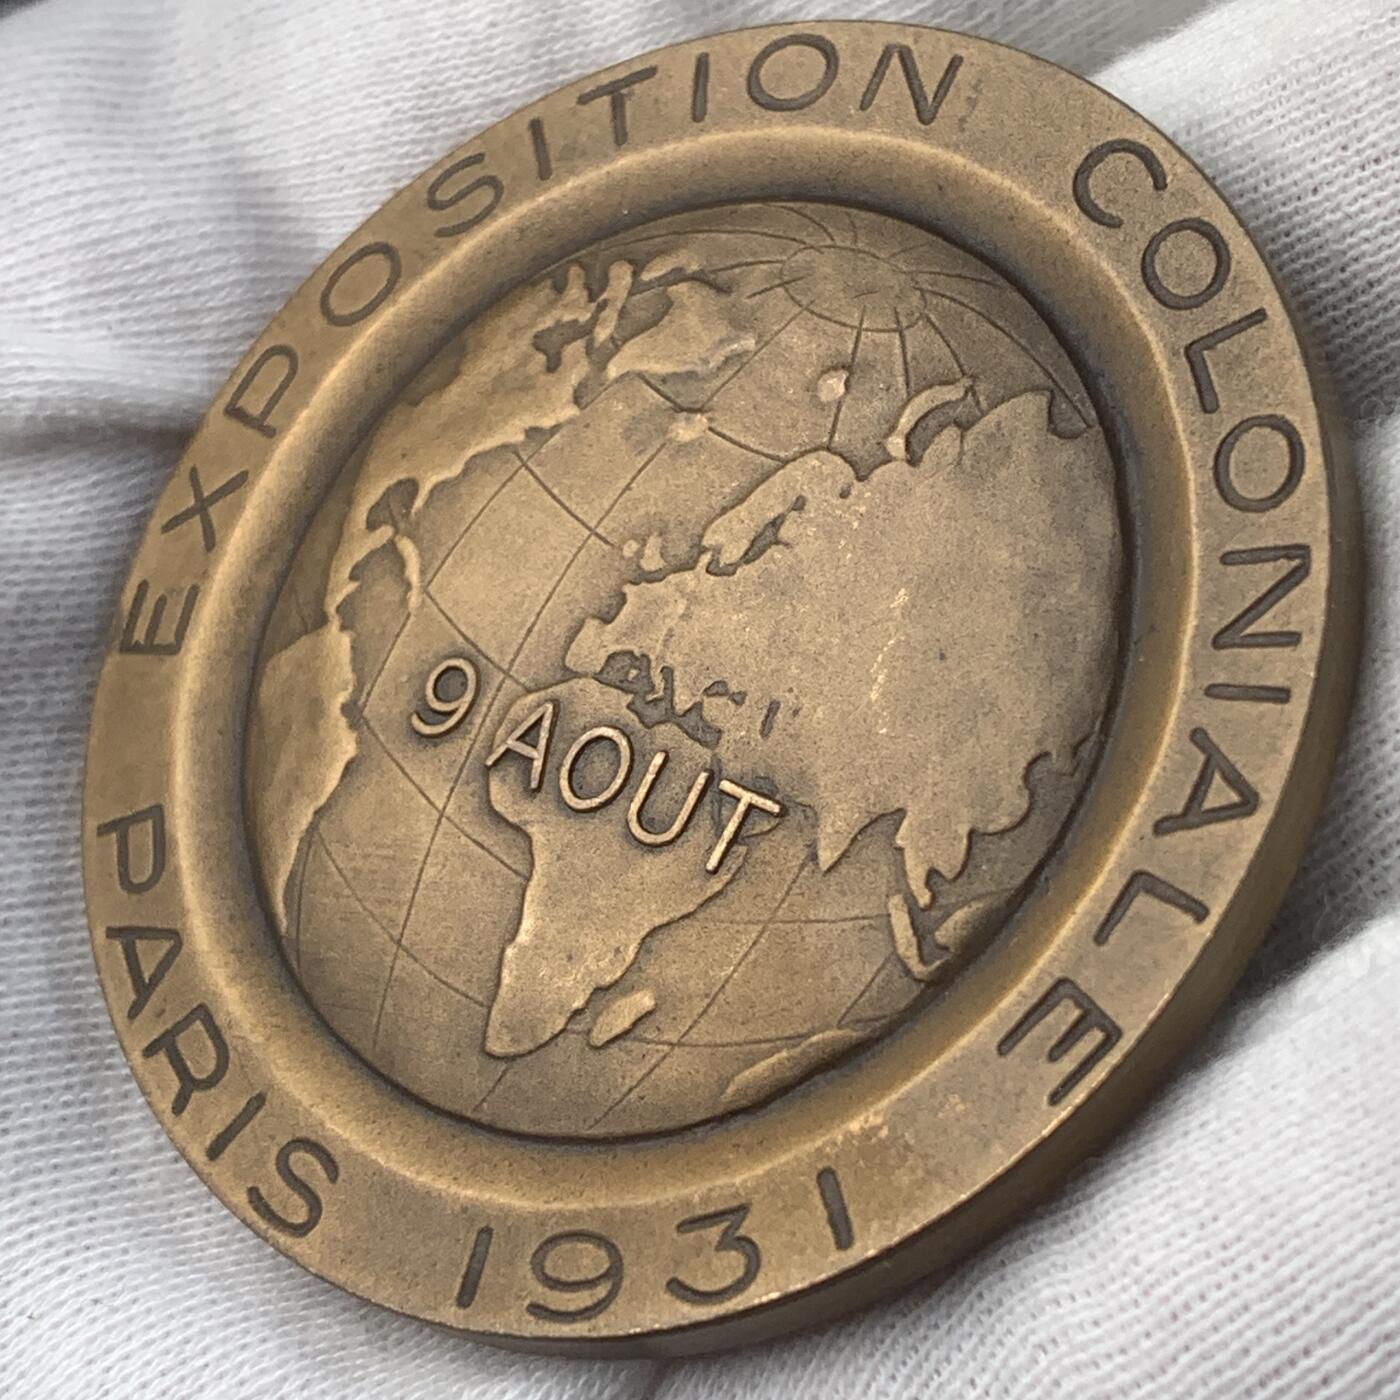 EXPOSITION COLONIALE
PARIS 1931
9 AOUT